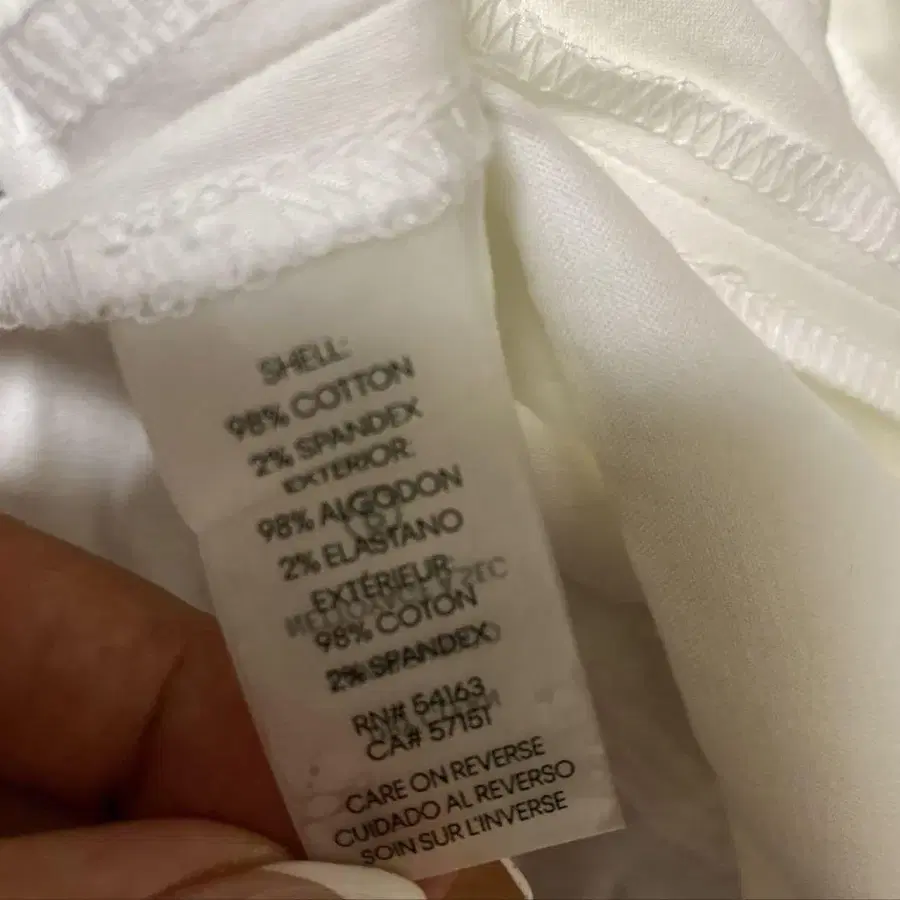 SHELL:
98% COTTON
2% SPANDEX
EXTERIOR:
98% ALGODON
2% ELASTANO
EXTÉRIEUR:
98% COTON
2% SPANDEX
RN# 54163
CA# 57151
CARE ON REVERSE
CUIDADO AL REVERSO
SOIN SUR L'INVERSE